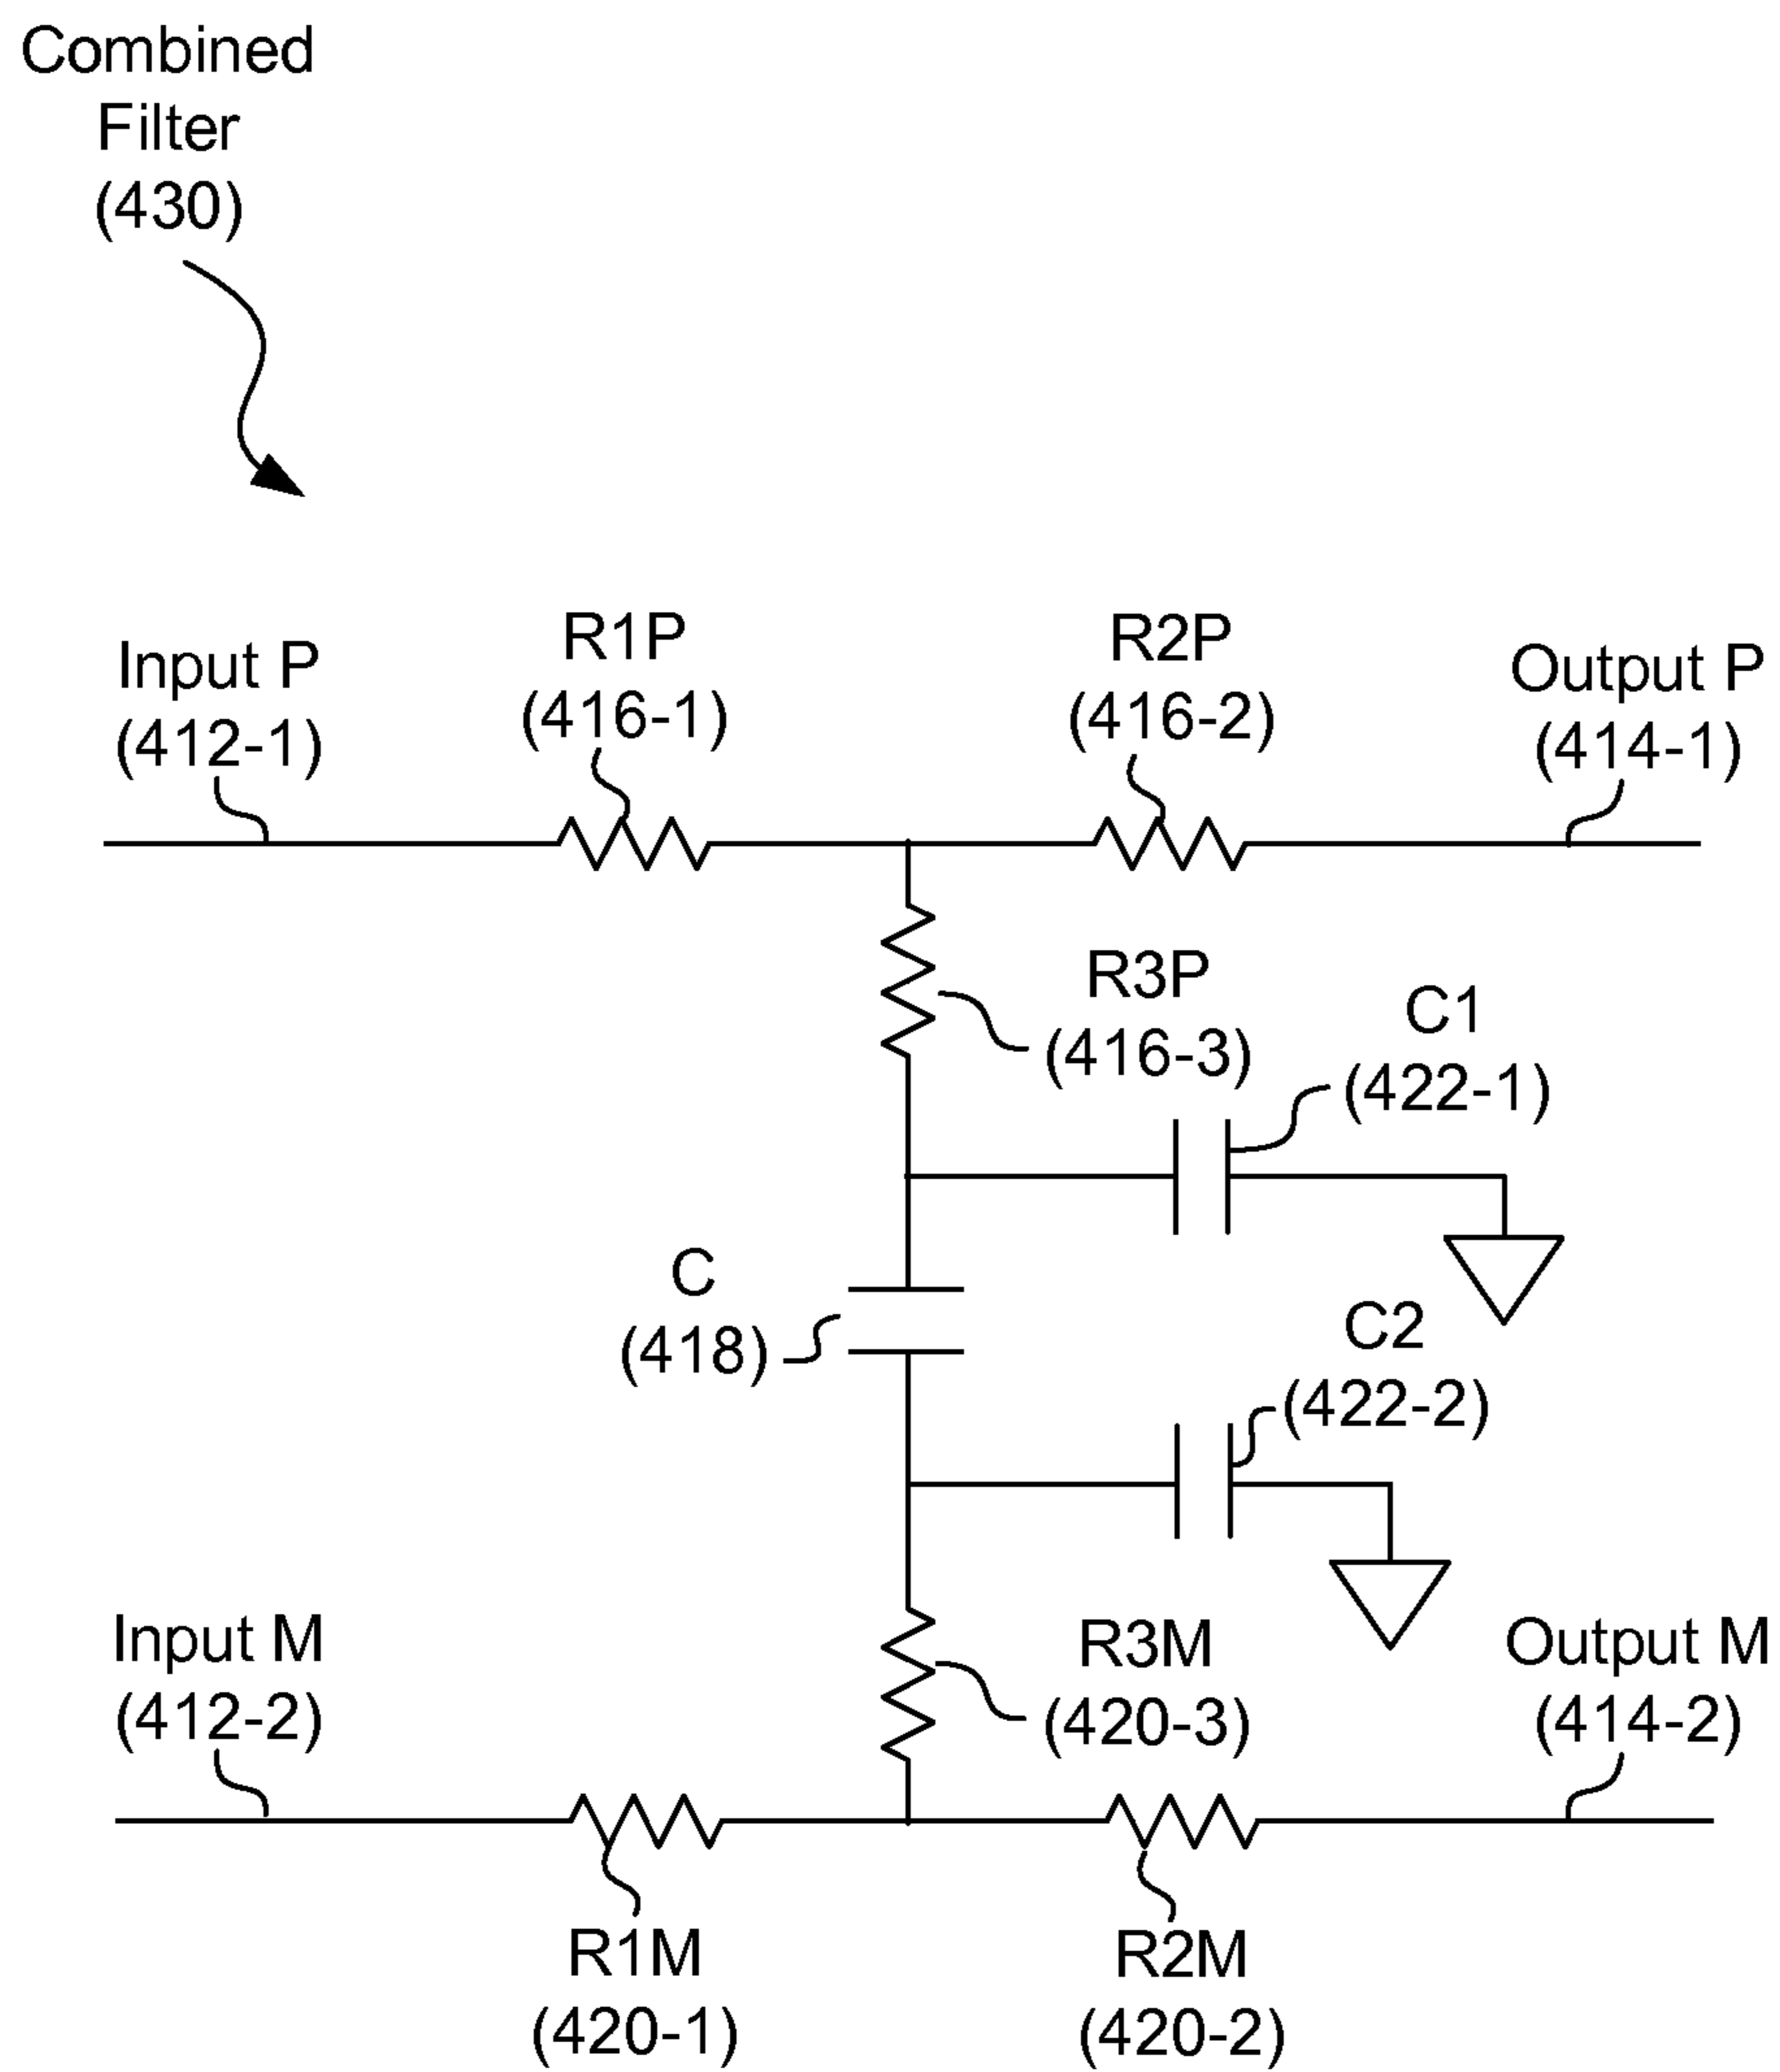 Combined
Filter
(430)
Input P
(412-1)
R1P
(416-1)
R2P
(416-2)
Output P
(414-1)
R3P
(416-3)
C1
(422-1)
C
(418)
C2
(422-2)
Input M
(412-2)
R3M
(420-3)
Output M
(414-2)
R1M
(420-1)
R2M
(420-2)